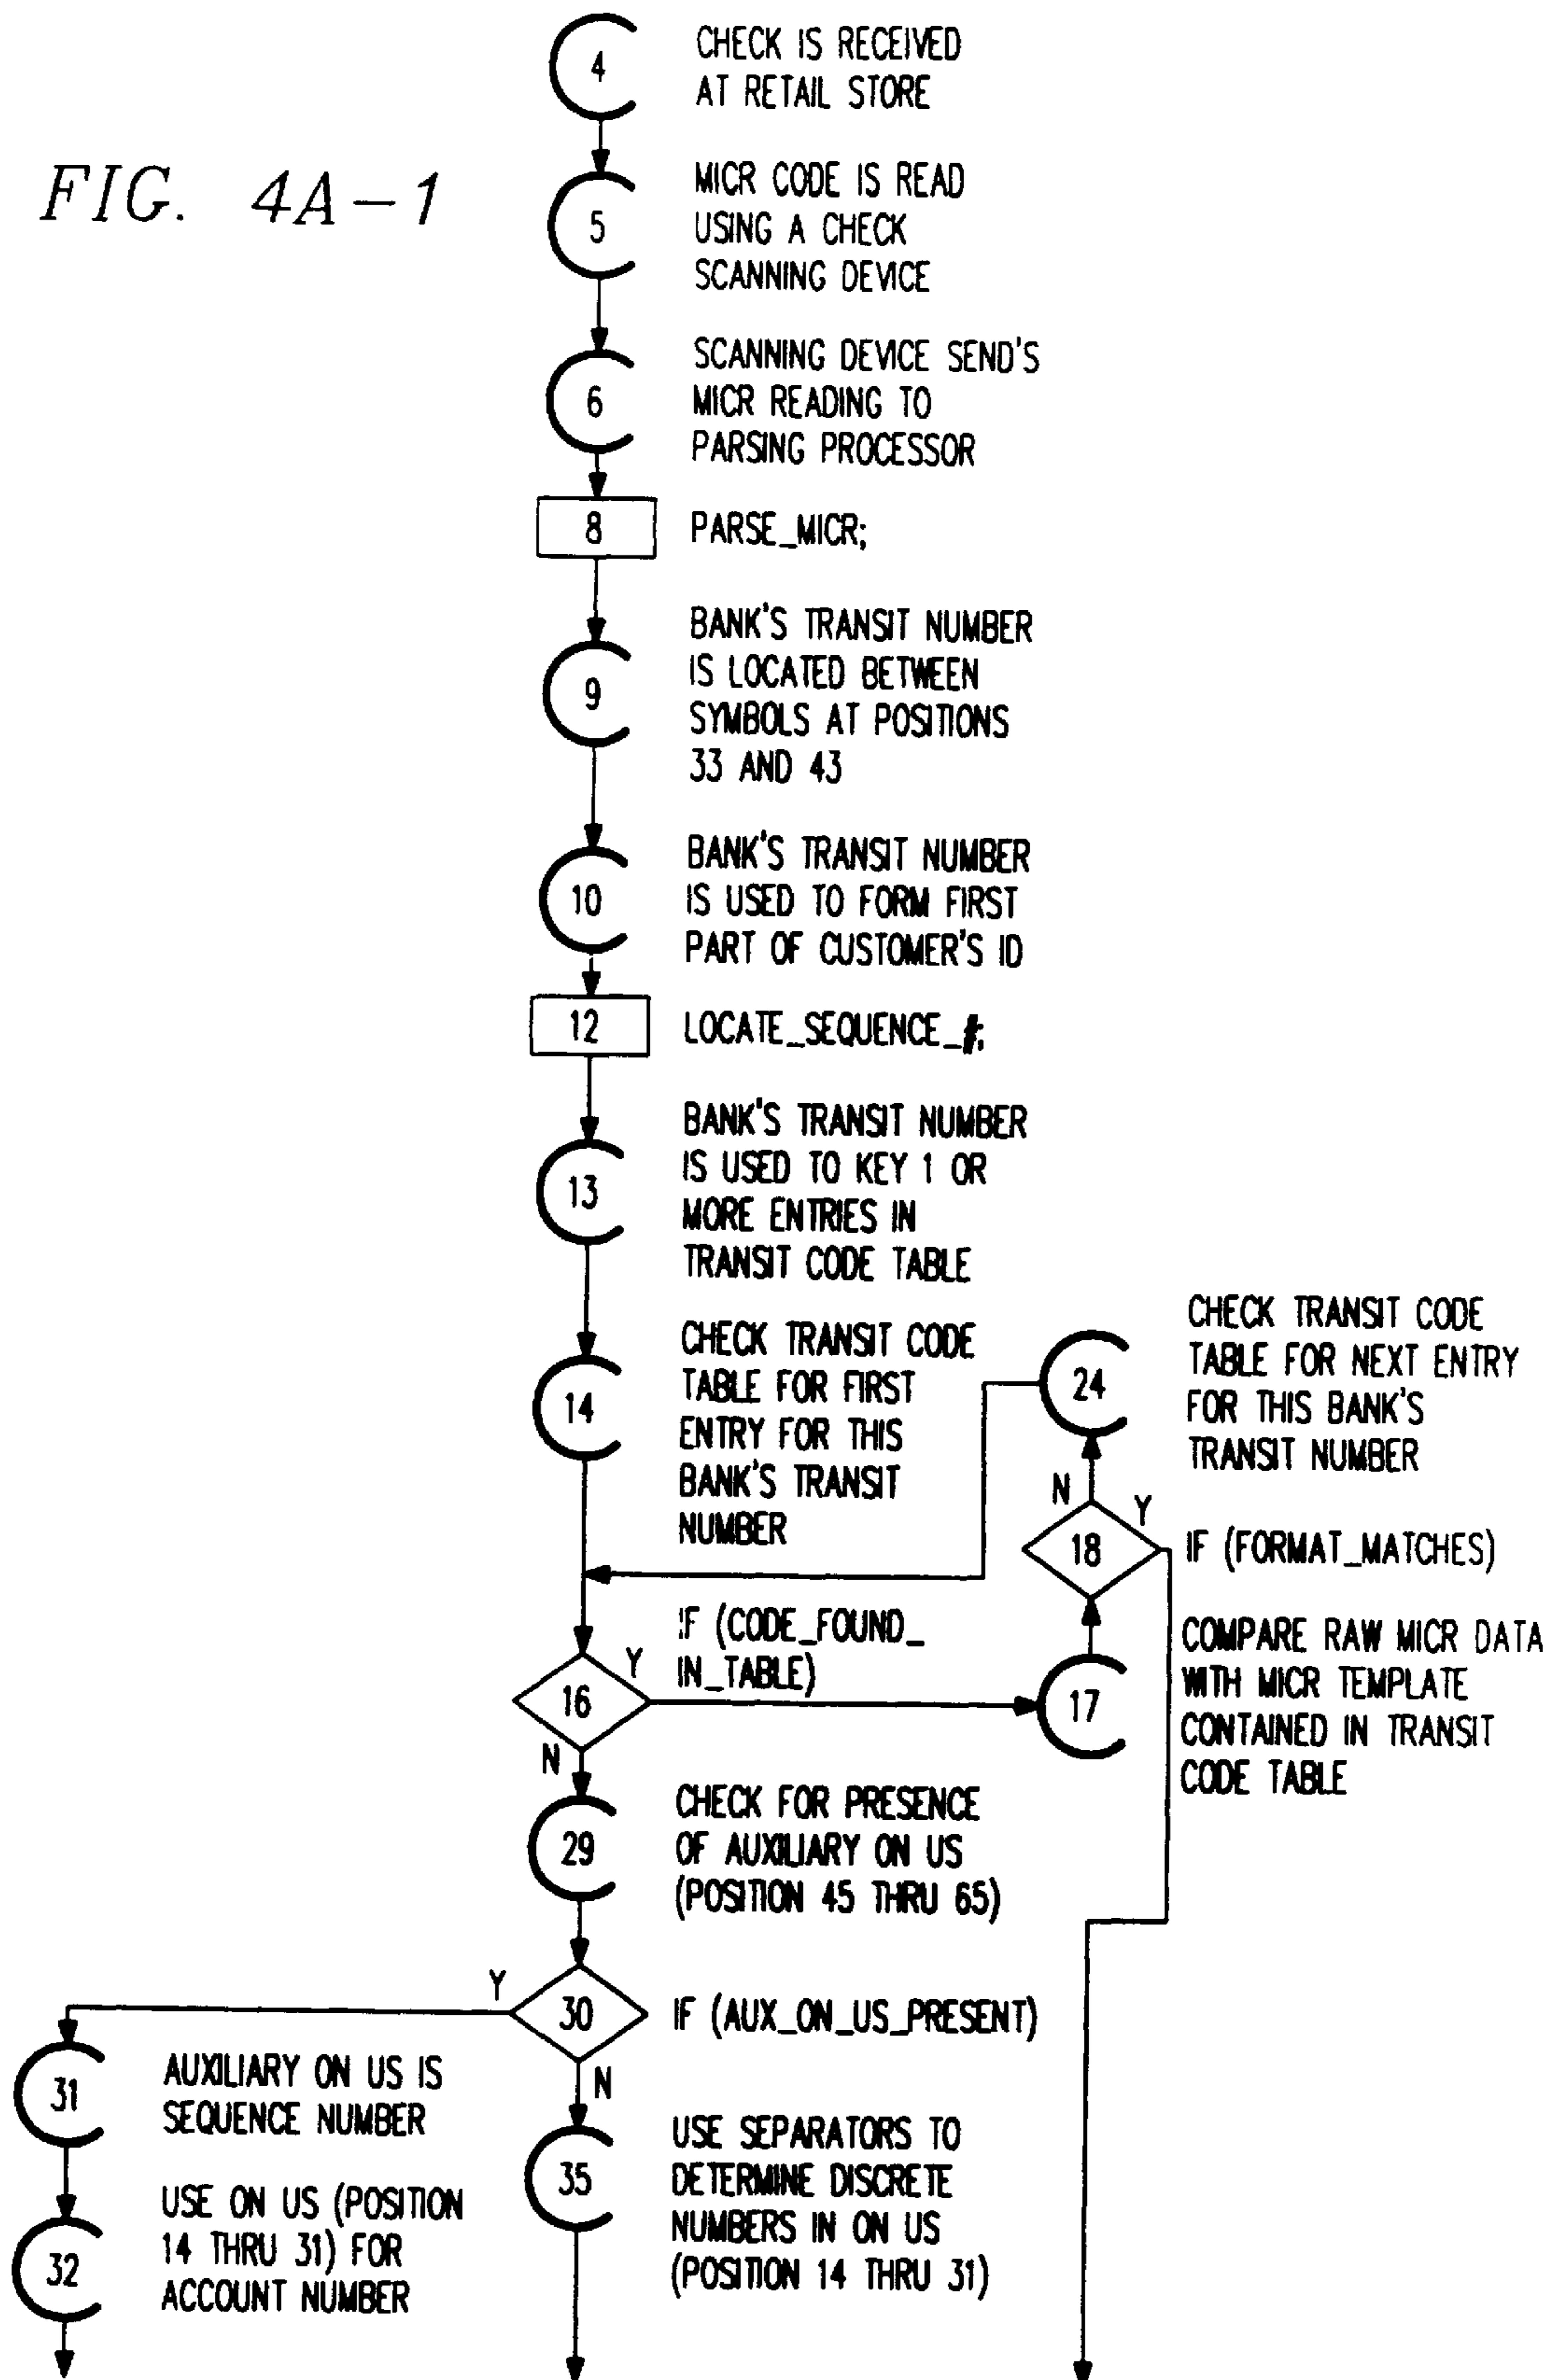 FIG. 4A-1
4
CHECK IS RECEIVED
AT RETAIL STORE
5
MICR CODE IS READ
USING A CHECK
SCANNING DEVICE
6
SCANNING DEVICE SEND'S
MICR READING TO
PARSING PROCESSOR
8
PARSE_MICR;
9
BANK'S TRANSIT NUMBER
IS LOCATED BETWEEN
SYMBOLS AT POSITIONS
33 AND 43
10
BANK'S TRANSIT NUMBER
IS USED TO FORM FIRST
PART OF CUSTOMER'S ID
12
LOCATE_SEQUENCE_#;
13
BANK'S TRANSIT NUMBER
IS USED TO KEY 1 OR
MORE ENTRIES IN
TRANSIT CODE TABLE
14
CHECK TRANSIT CODE
TABLE FOR FIRST
ENTRY FOR THIS
BANK'S TRANSIT
NUMBER
24
CHECK TRANSIT CODE
TABLE FOR NEXT ENTRY
FOR THIS BANK'S
TRANSIT NUMBER
N
Y
18
IF (FORMAT_MATCHES)
16
Y
IF (CODE_FOUND_
IN_TABLE)
17
COMPARE RAW MICR DATA
WITH MICR TEMPLATE
CONTAINED IN TRANSIT
CODE TABLE
N
29
CHECK FOR PRESENCE
OF AUXILIARY ON US
(POSITION 45 THRU 65)
Y
30
IF (AUX_ON_US_PRESENT)
N
31
AUXILIARY ON US IS
SEQUENCE NUMBER
32
USE ON US (POSITION
14 THRU 31) FOR
ACCOUNT NUMBER
35
USE SEPARATORS TO
DETERMINE DISCRETE
NUMBERS IN ON US
(POSITION 14 THRU 31)